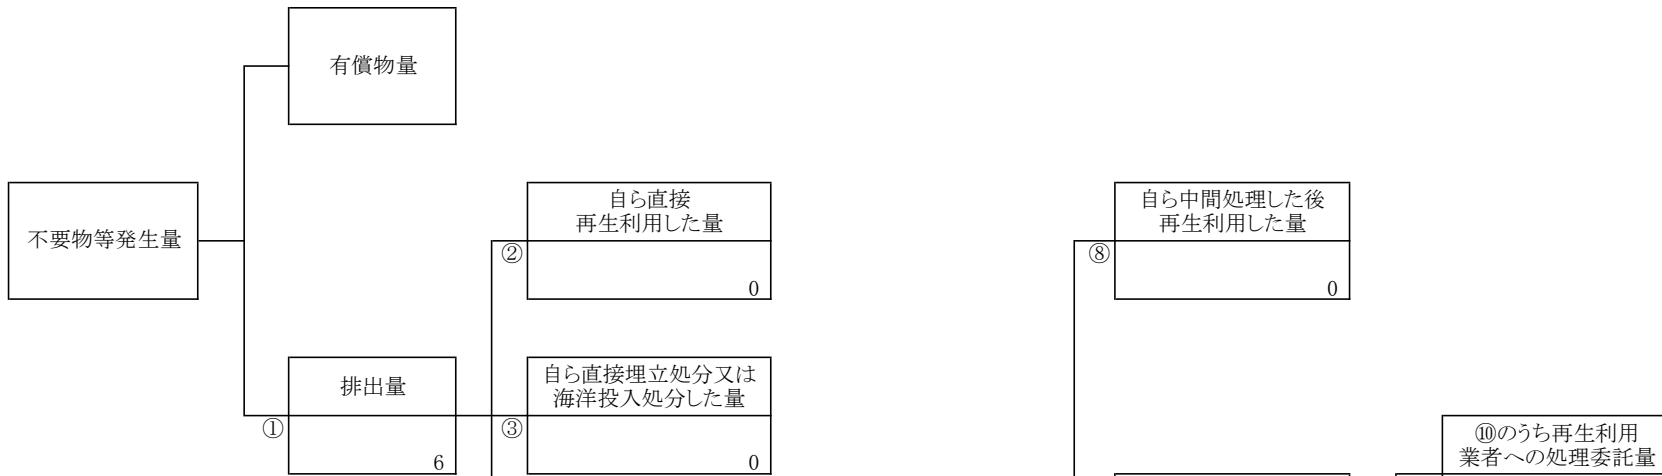 有償物量
不要物等発生量
自ら直接
再生利用した量
②
0
自ら中間処理した後
再生利用した量
⑧
0
排出量
①
6
自ら直接埋立処分又は
海洋投入処分した量
③
0
⑩のうち再生利用
業者への処理委託量